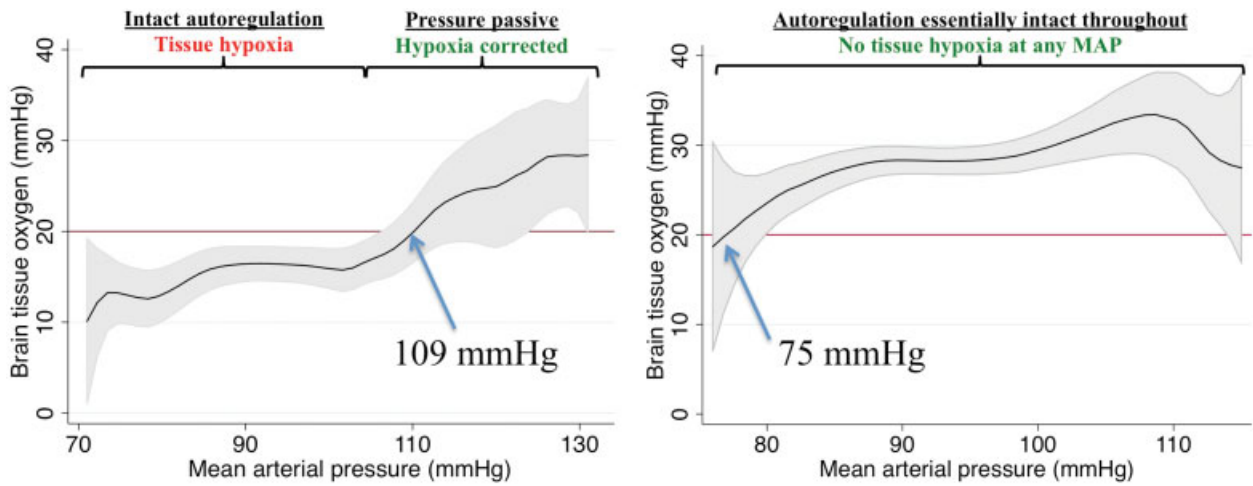 Intact autoregulation
Tissue hypoxia
Pressure passive
Hypoxia corrected
Brain tissue oxygen (mmHg)
40
30
20
10
0
109 mmHg
70
90
110
130
Mean arterial pressure (mmHg)
Autoregulation essentially intact throughout
No tissue hypoxia at any MAP
Brain tissue oxygen (mmHg)
40
30
20
10
0
75 mmHg
80
90
100
110
Mean arterial pressure (mmHg)